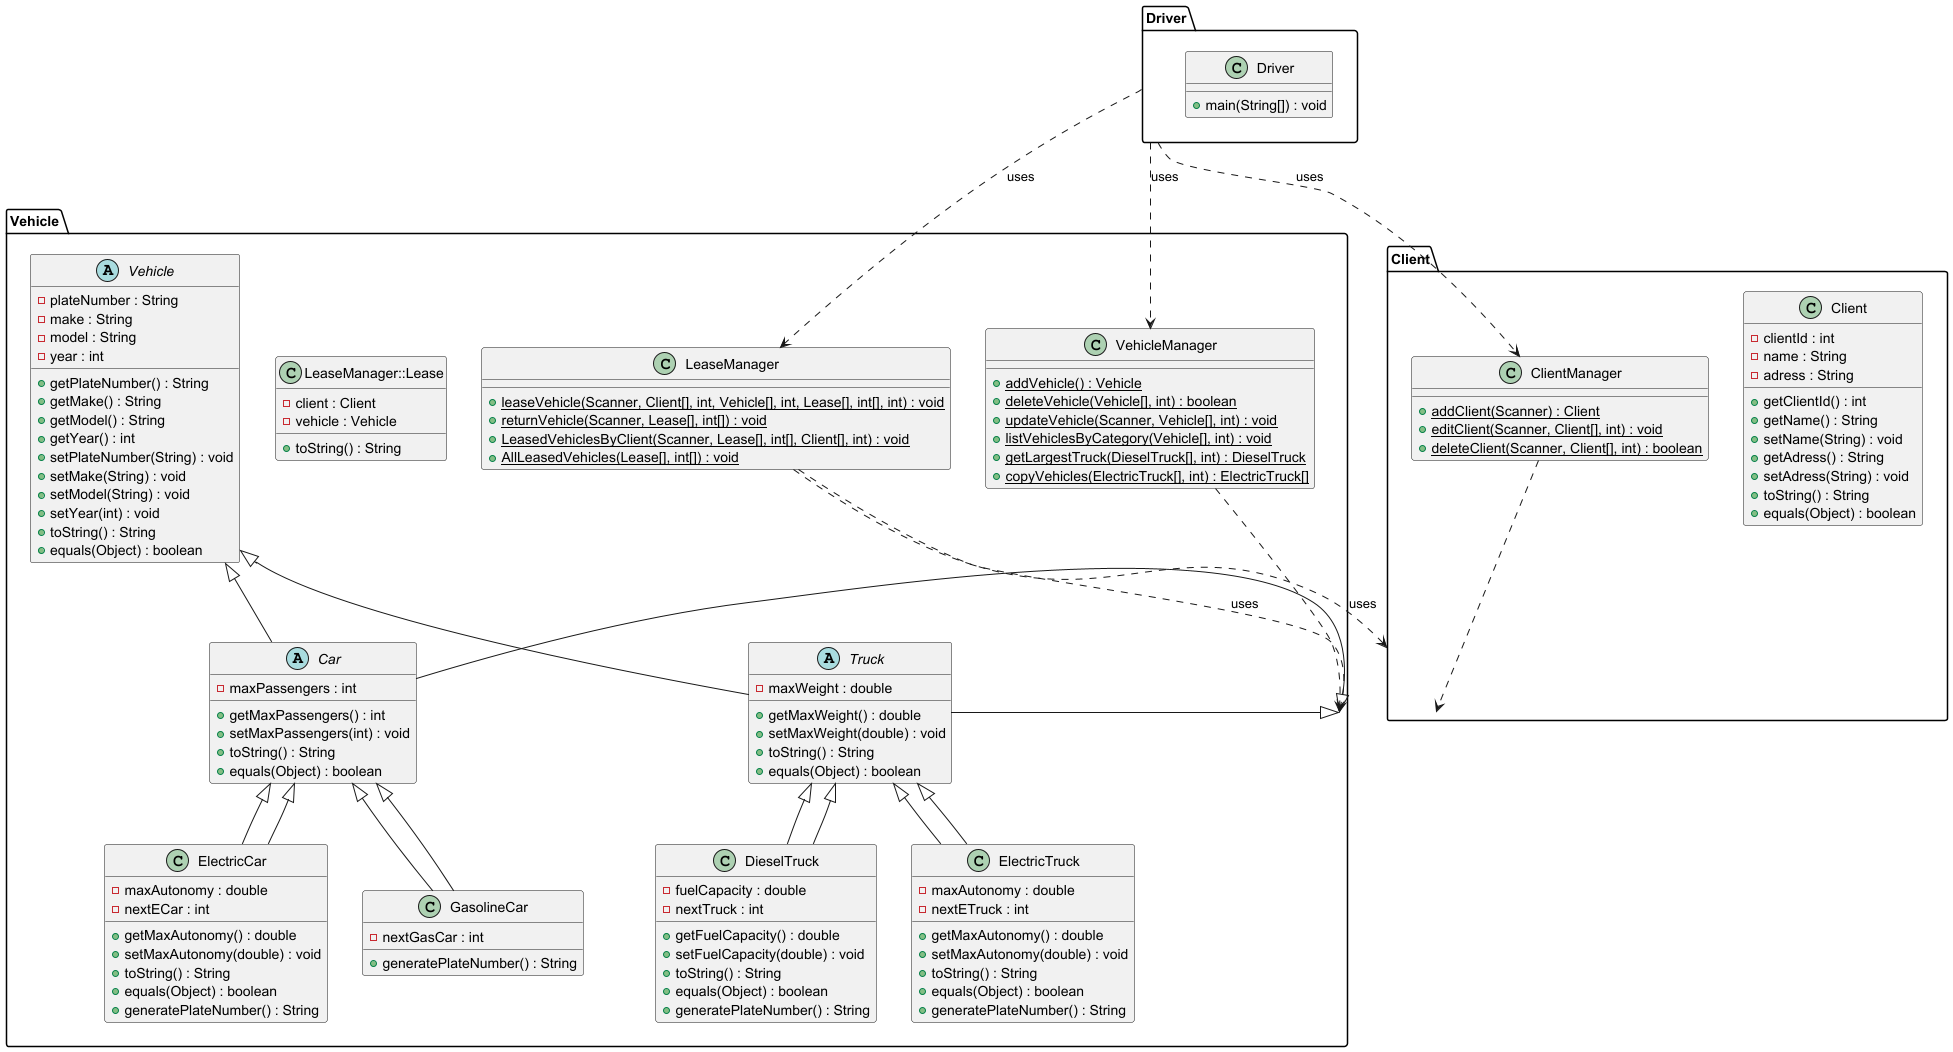 Driver
Driver
main(String[]) : void
uses
uses
uses
Vehicle
Vehicle
plateNumber : String
make : String
model : String
year : int
getPlateNumber() : String
getMake() : String
getModel() : String
getYear() : int
setPlateNumber(String) : void
setMake(String) : void
setModel(String) : void
setYear(int) : void
toString() : String
equals(Object) : boolean
LeaseManager::Lease
client : Client
vehicle : Vehicle
toString() : String
LeaseManager
leaseVehicle(Scanner, Client[], int, Vehicle[], int, Lease[], int[], int) : void
returnVehicle(Scanner, Lease[], int[]) : void
LeasedVehiclesByClient(Scanner, Lease[], int[], Client[], int) : void
AllLeasedVehicles(Lease[], int[]) : void
VehicleManager
addVehicle() : Vehicle
deleteVehicle(Vehicle[], int) : boolean
updateVehicle(Scanner, Vehicle[], int) : void
listVehiclesByCategory(Vehicle[], int) : void
getLargestTruck(DieselTruck[], int) : DieselTruck
copyVehicles(ElectricTruck[], int) : ElectricTruck[]
Client
ClientManager
addClient(Scanner) : Client
editClient(Scanner, Client[], int) : void
deleteClient(Scanner, Client[], int) : boolean
Client
clientId : int
name : String
adress : String
getClientId() : int
getName() : String
setName(String) : void
getAdress() : String
setAdress(String) : void
toString() : String
equals(Object) : boolean
uses
uses
Car
maxPassengers : int
getMaxPassengers() : int
setMaxPassengers(int) : void
toString() : String
equals(Object) : boolean
Truck
maxWeight : double
getMaxWeight() : double
setMaxWeight(double) : void
toString() : String
equals(Object) : boolean
ElectricCar
maxAutonomy : double
nextECar : int
getMaxAutonomy() : double
setMaxAutonomy(double) : void
toString() : String
equals(Object) : boolean
generatePlateNumber() : String
GasolineCar
nextGasCar : int
generatePlateNumber() : String
DieselTruck
fuelCapacity : double
nextTruck : int
getFuelCapacity() : double
setFuelCapacity(double) : void
toString() : String
equals(Object) : boolean
generatePlateNumber() : String
ElectricTruck
maxAutonomy : double
nextETruck : int
getMaxAutonomy() : double
setMaxAutonomy(double) : void
toString() : String
equals(Object) : boolean
generatePlateNumber() : String